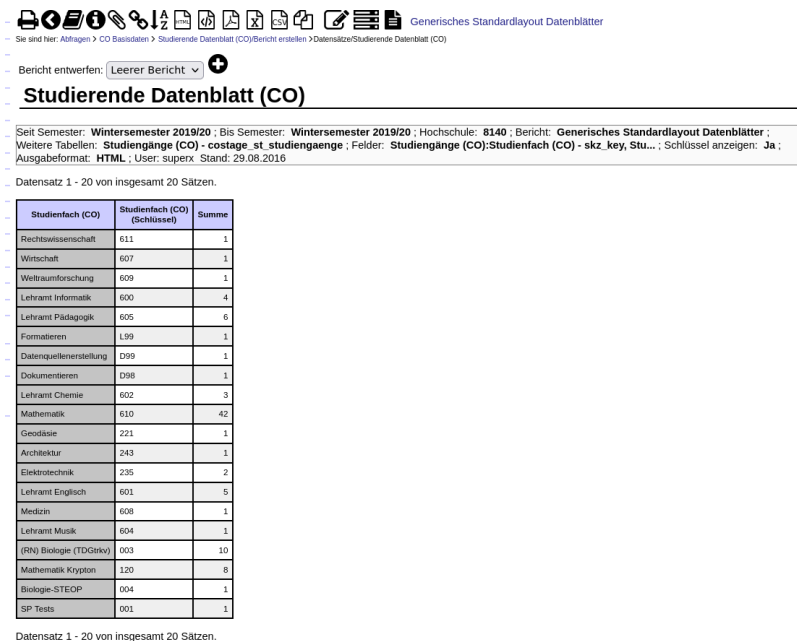 HTML CSV Generisches Standardlayout Datenblätter
Sie sind hier: Abfragen > CO Basisdaten > Studierende Datenblatt (CO)/Bericht erstellen >Datensätze/Studierende Datenblatt (CO)
Bericht entwerfen: Leerer Bericht
Studierende Datenblatt (CO)
Seit Semester: Wintersemester 2019/20 ; Bis Semester: Wintersemester 2019/20 ; Hochschule: 8140 ; Bericht: Generisches Standardlayout Datenblätter ;
Weitere Tabellen: Studiengänge (CO) - costage_st_studiengaenge ; Felder: Studiengänge (CO):Studienfach (CO) - skz_key, Stu... ; Schlüssel anzeigen: Ja ;
Ausgabeformat: HTML ; User: superx Stand: 29.08.2016
Datensatz 1 - 20 von insgesamt 20 Sätzen.
Studienfach (CO) Studienfach (CO) (Schlüssel) Summe
Rechtswissenschaft 611 1
Wirtschaft 607 1
Weltraumforschung 609 1
Lehramt Informatik 600 4
Lehramt Pädagogik 605 6
Formatieren L99 1
Datenquellenerstellung D99 1
Dokumentieren D98 1
Lehramt Chemie 602 3
Mathematik 610 42
Geodäsie 221 1
Architektur 243 1
Elektrotechnik 235 2
Lehramt Englisch 601 5
Medizin 608 1
Lehramt Musik 604 1
(RN) Biologie (TDGtrkv) 003 10
Mathematik Krypton 120 8
Biologie-STEOP 004 1
SP Tests 001 1
Datensatz 1 - 20 von insgesamt 20 Sätzen.